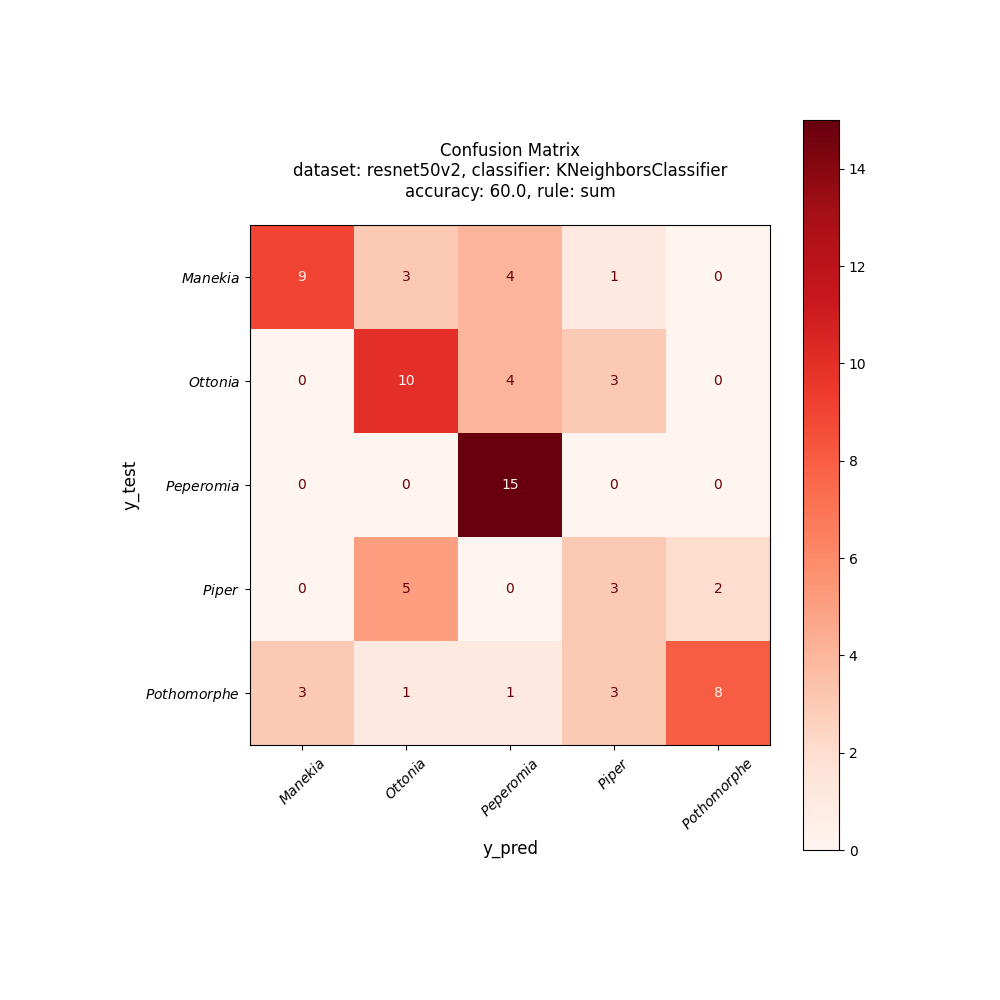 Confusion Matrix
dataset: resnet50v2, classifier: KNeighborsClassifier
accuracy: 60.0, rule: sum
y_test
Manekia 9 3 4 1 0
Ottonia 0 10 4 3 0
Peperomia 0 0 15 0 0
Piper 0 5 0 3 2
Pothomorphe 3 1 1 3 8
Manekia Ottonia Peperomia Piper Pothomorphe
y_pred
14
12
10
8
6
4
2
0